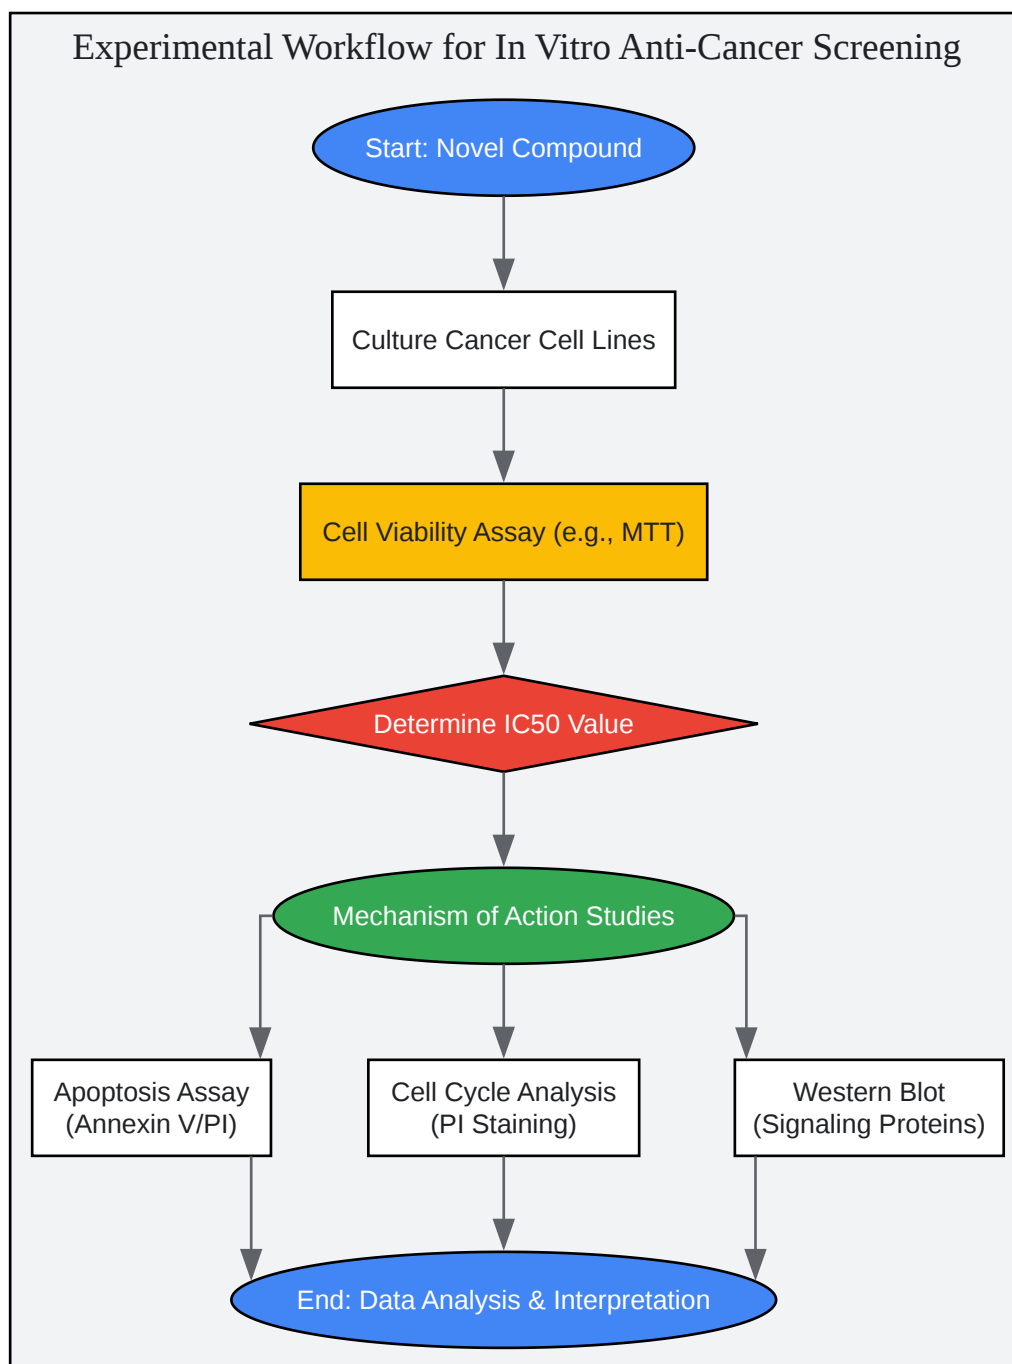 Experimental Workflow for In Vitro Anti-Cancer Screening
Start: Novel Compound
Culture Cancer Cell Lines
Cell Viability Assay (e.g., MTT)
Determine IC50 Value
Mechanism of Action Studies
Apoptosis Assay
(Annexin V/PI)
Cell Cycle Analysis
(PI Staining)
Western Blot
(Signaling Proteins)
End: Data Analysis & Interpretation